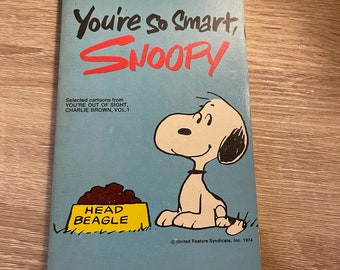 You're so Smart,
SNOOPY
Selected cartoons from
YOU'RE OUT OF SIGHT,
CHARLIE BROWN, VOL.1
HEAD
BEAGLE
© United Feature Syndicate, Inc. 1974